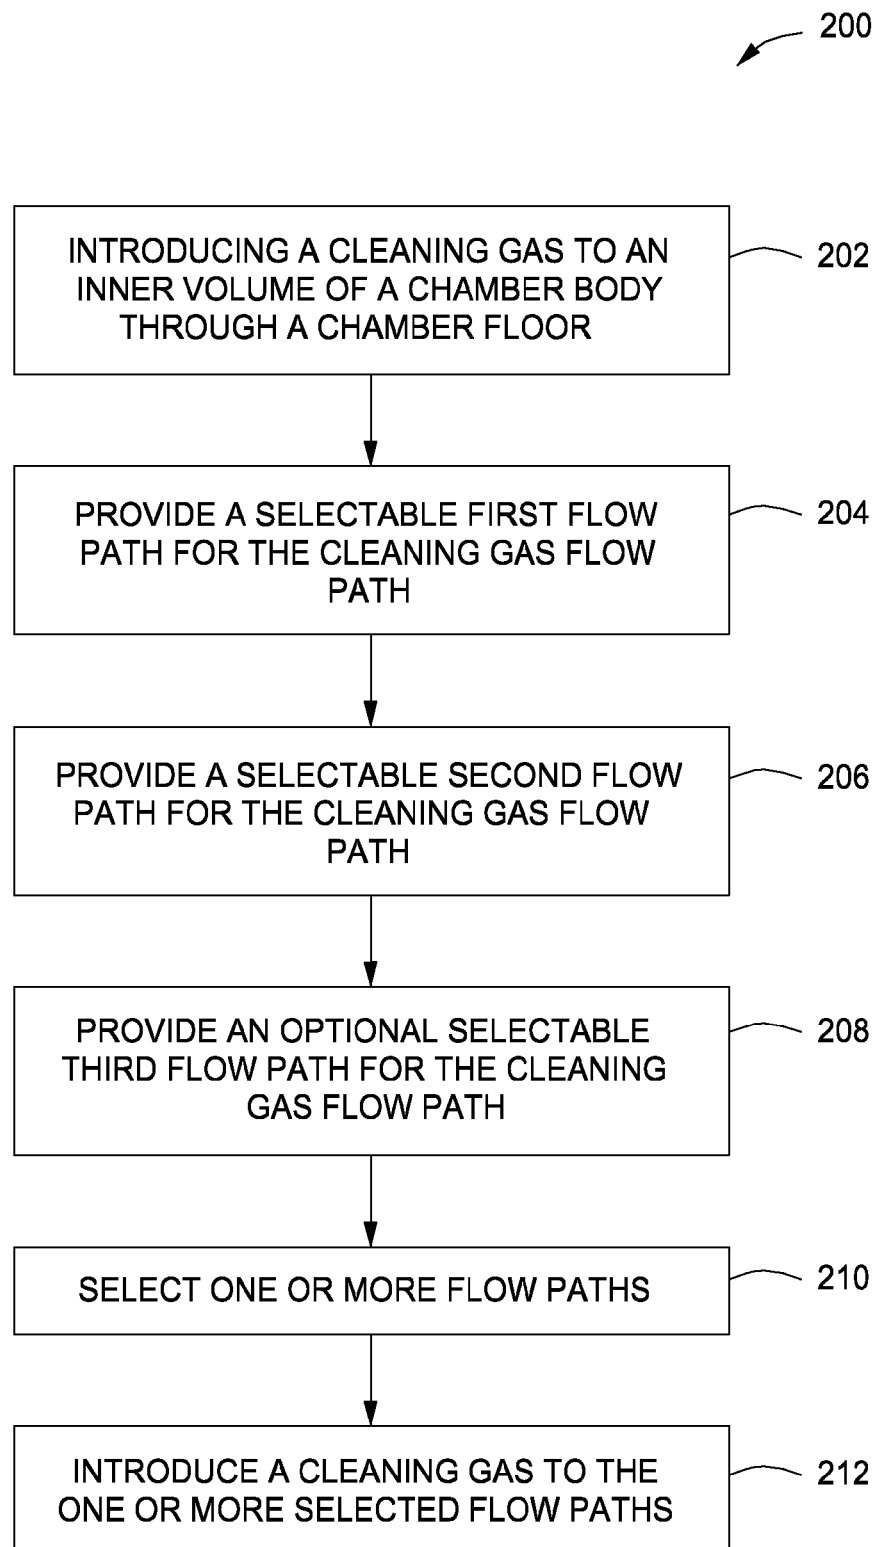 200
INTRODUCING A CLEANING GAS TO AN
INNER VOLUME OF A CHAMBER BODY
THROUGH A CHAMBER FLOOR
202
PROVIDE A SELECTABLE FIRST FLOW
PATH FOR THE CLEANING GAS FLOW
PATH
204
PROVIDE A SELECTABLE SECOND FLOW
PATH FOR THE CLEANING GAS FLOW
PATH
206
PROVIDE AN OPTIONAL SELECTABLE
THIRD FLOW PATH FOR THE CLEANING
GAS FLOW PATH
208
SELECT ONE OR MORE FLOW PATHS
210
INTRODUCE A CLEANING GAS TO THE
ONE OR MORE SELECTED FLOW PATHS
212